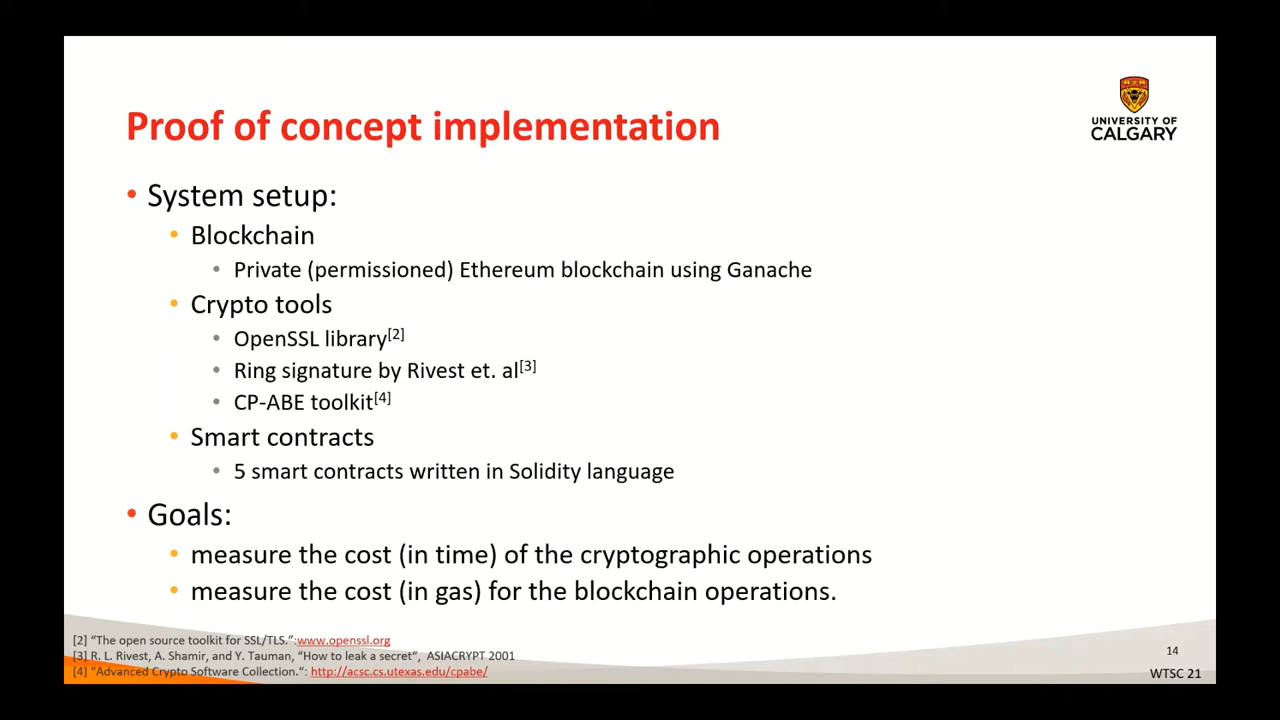 Proof of concept implementation
UNIVERSITY OF
CALGARY
• System setup:
• Blockchain
• Private (permissioned) Ethereum blockchain using Ganache
• Crypto tools
• OpenSSL library[2]
• Ring signature by Rivest et. al[3]
• CP-ABE toolkit[4]
• Smart contracts
• 5 smart contracts written in Solidity language
• Goals:
• measure the cost (in time) of the cryptographic operations
• measure the cost (in gas) for the blockchain operations.
[2] “The open source toolkit for SSL/TLS.”:www.openssl.org
[3] R. L. Rivest, A. Shamir, and Y. Tauman, “How to leak a secret“, ASIACRYPT 2001
[4] “Advanced Crypto Software Collection.“: http://acsc.cs.utexas.edu/cpabe/
14
WTSC 21